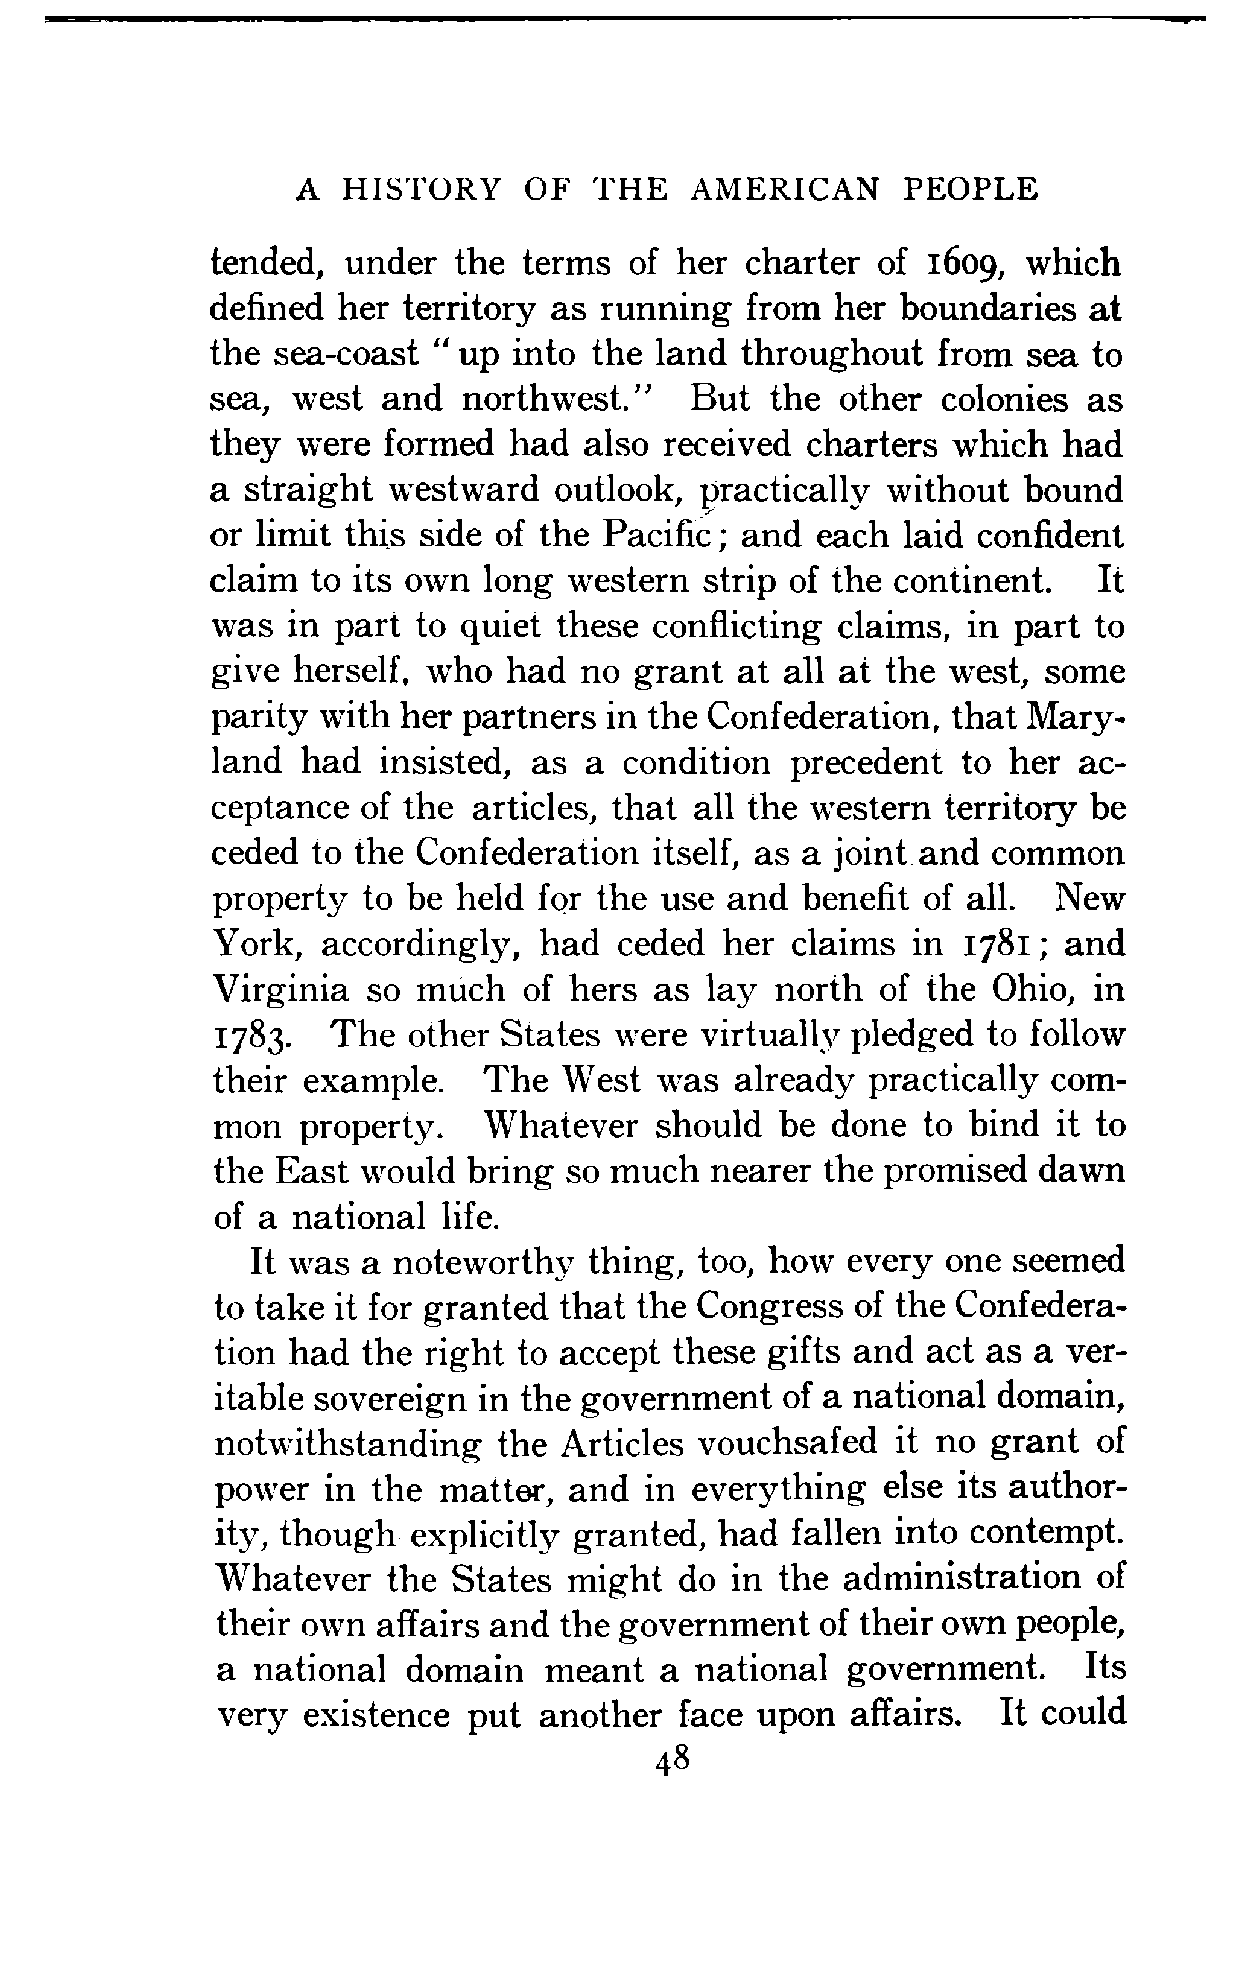 A HISTORY OF THE AMERICAN PEOPLE
tended, under the terms of her charter of 1609, which
defined her territory as running from her boundaries at
the sea-coast "up into the land throughout from sea to
sea, west and northwest." But the other colonies as
they were formed had also received charters which had
a straight westward outlook, practically without bound
or limit this side of the Pacific; and each laid confident
claim to its own long western strip of the continent. It
was in part to quiet these conflicting claims, in part to
give herself, who had no grant at all at the west, some
parity with her partners in the Confederation, that Mary-
land had insisted, as a condition precedent to her ac-
ceptance of the articles, that all the western territory be
ceded to the Confederation itself, as a joint and common
property to be held for the use and benefit of all. New
York, accordingly, had ceded her claims in 1781; and
Virginia so much of hers as lay north of the Ohio, in
1783. The other States were virtually pledged to follow
their example. The West was already practically com-
mon property. Whatever should be done to bind it to
the East would bring so much nearer the promised dawn
of a national life.
It was a noteworthy thing, too, how every one seemed
to take it for granted that the Congress of the Confedera-
tion had the right to accept these gifts and act as a ver-
itable sovereign in the government of a national domain,
notwithstanding the Articles vouchsafed it no grant of
power in the matter, and in everything else its author-
ity, though explicitly granted, had fallen into contempt.
Whatever the States might do in the administration of
their own affairs and the government of their own people,
a national domain meant a national government. Its
very existence put another face upon affairs. It could
48